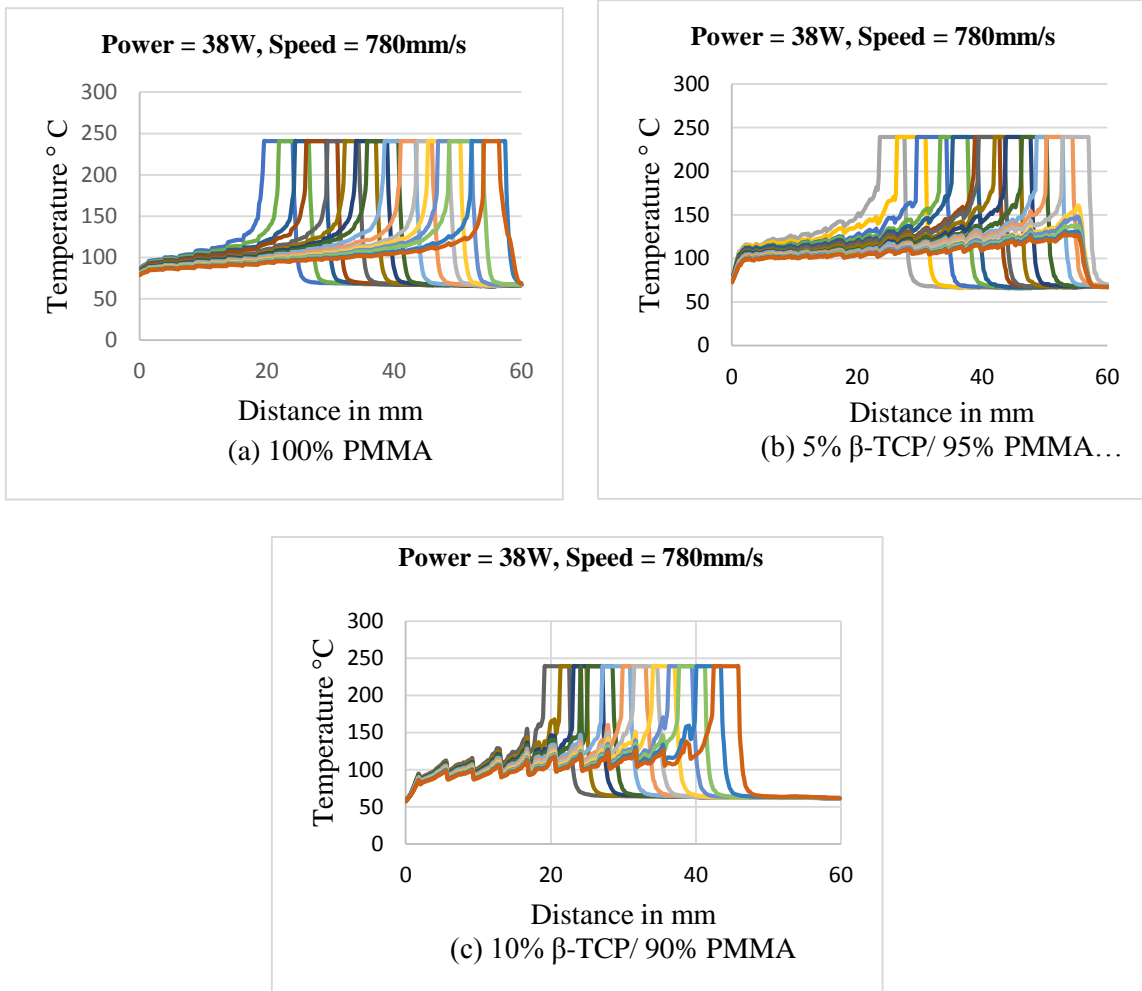 Power = 38W, Speed = 780mm/s
300
250
200
150
100
50
0
Temperature ° C
0 20 40 60
Distance in mm
(a) 100% PMMA
Power = 38W, Speed = 780mm/s
300
250
200
150
100
50
0
Temperature ° C
0 20 40 60
Distance in mm
(b) 5% β-TCP/ 95% PMMA…
Power = 38W, Speed = 780mm/s
300
250
200
150
100
50
0
Temperature °C
0 20 40 60
Distance in mm
(c) 10% β-TCP/ 90% PMMA